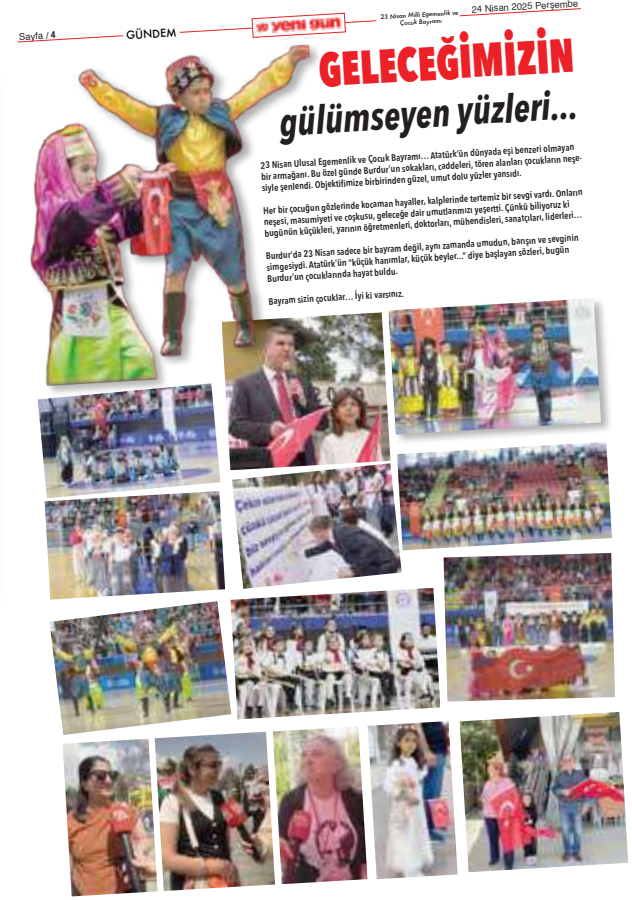 Sayfa / 4
GÜNDEM
yeni gün
23 Nisan Milli Egemenlik ve
Çocuk Bayramı
24 Nisan 2025 Perşembe
GELECEĞİMİZİN
gülümseyen yüzleri...
23 Nisan Ulusal Egemenlik ve Çocuk Bayramı... Atatürk'ün dünyada eşi benzeri olmayan
bir armağanı. Bu özel günde Burdur'un sokakları, caddeleri, tören alanları çocukların neşe-
siyle şenlendi. Objektifimize birbirinden güzel, umut dolu yüzler yansıdı.
Her bir çocuğun gözlerinde kocaman hayaller, kalplerinde tertemiz bir sevgi vardı. Onların
neşesi, masumiyeti ve coşkusu, geleceğe dair umutlarımızı yeşertti. Çünkü biliyoruz ki
bugünün küçükleri, yarının öğretmenleri, doktorları, mühendisleri, sanatçıları, liderleri...
Burdur'da 23 Nisan sadece bir bayram değil, aynı zamanda umudun, barışın ve sevginin
simgesiydi. Atatürk'ün "küçük hanımlar, küçük beyler..." diye başlayan sözleri, bugün
Burdur'un çocuklarında hayat buldu.
Bayram sizin çocuklar... İyi ki varsınız.